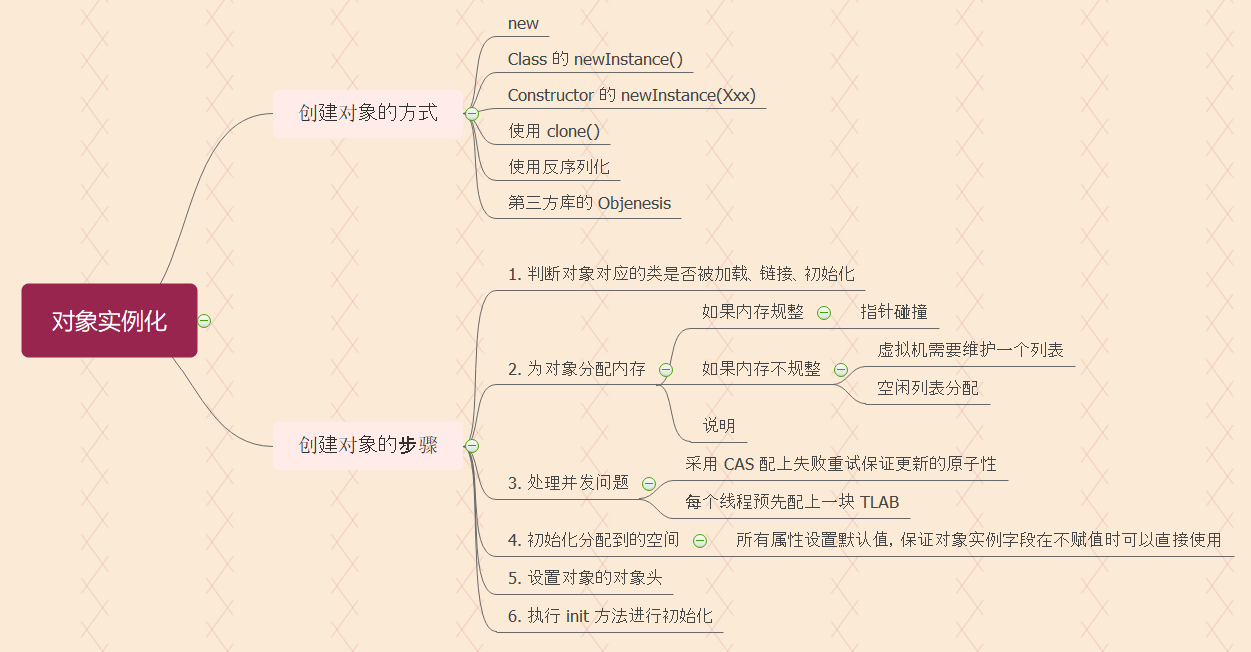 对象实例化
创建对象的方式
new
Class 的 newInstance()
Constructor 的 newInstance(Xxx)
使用 clone()
使用反序列化
第三方库的 Objenesis
创建对象的步骤
1. 判断对象对应的类是否被加载、链接、初始化
2. 为对象分配内存
如果内存规整
指针碰撞
如果内存不规整
虚拟机需要维护一个列表
空闲列表分配
说明
3. 处理并发问题
采用 CAS 配上失败重试保证更新的原子性
每个线程预先配上一块 TLAB
4. 初始化分配到的空间
所有属性设置默认值, 保证对象实例字段在不赋值时可以直接使用
5. 设置对象的对象头
6. 执行 init 方法进行初始化